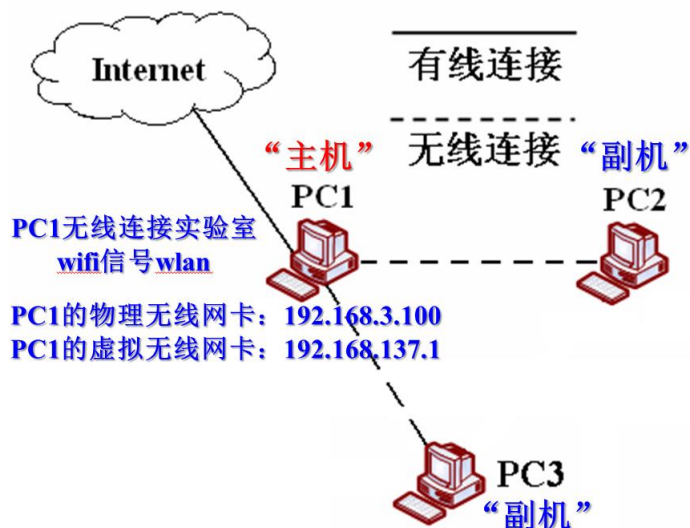 Internet
有线连接
无线连接
“主机”
PC1
“副机”
PC2
PC1无线连接实验室
wifi信号wlan
PC1的物理无线网卡：192.168.3.100
PC1的虚拟无线网卡：192.168.137.1
PC3
“副机”